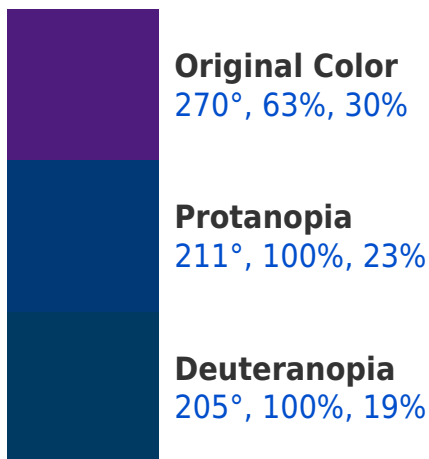 Original Color
270°, 63%, 30%
Protanopia
211°, 100%, 23%
Deuteranopia
205°, 100%, 19%